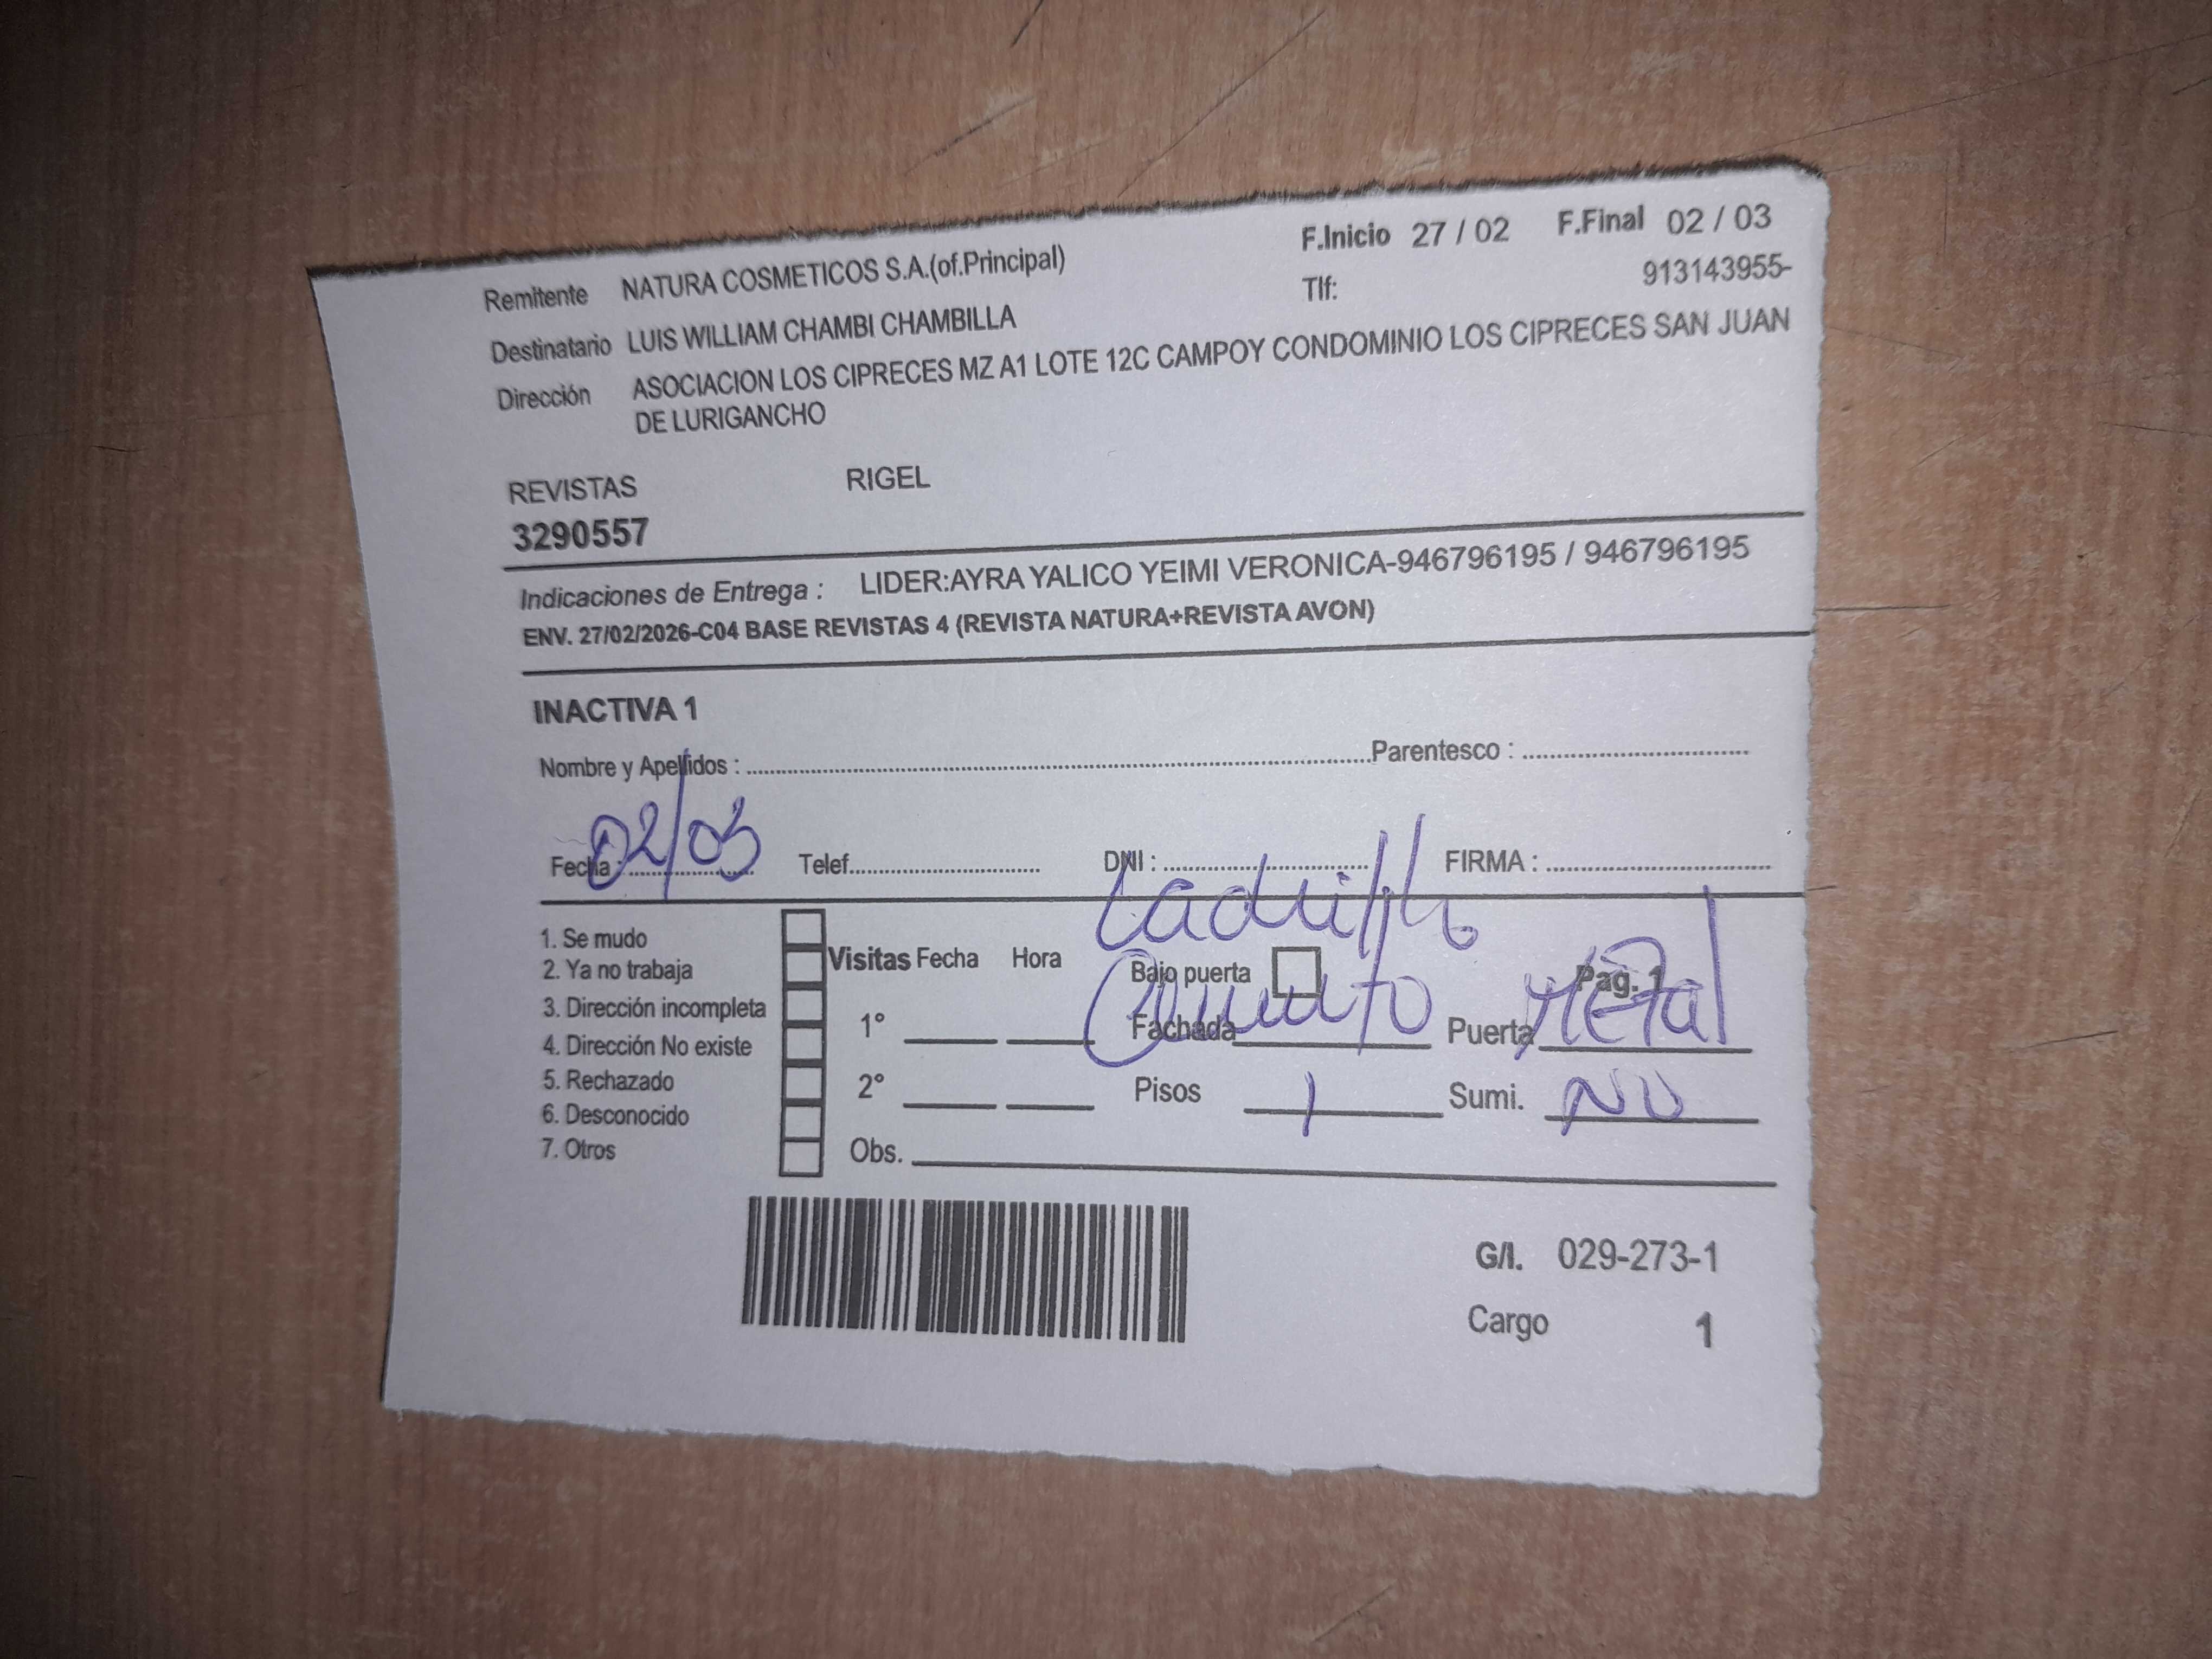 Remitente NATURA COSMETICOS S.A.(of.Principal) F.Inicio 27 / 02 F.Final 02 / 03
Tlf: 913143955-
Destinatario LUIS WILLIAM CHAMBI CHAMBILLA
Dirección ASOCIACION LOS CIPRECES MZ A1 LOTE 12C CAMPOY CONDOMINIO LOS CIPRECES SAN JUAN
DE LURIGANCHO
REVISTAS RIGEL
3290557
Indicaciones de Entrega : LIDER:AYRA YALICO YEIMI VERONICA-946796195 / 946796195
ENV. 27/02/2026-C04 BASE REVISTAS 4 (REVISTA NATURA+REVISTA AVON)
INACTIVA 1
Nombre y Apellidos : Parentesco :
Fecha : 02/03 Telef. DNI : FIRMA :
Ladrillo
1. Se mudo
2. Ya no trabaja
3. Dirección incompleta
4. Dirección No existe
5. Rechazado
6. Desconocido
7. Otros
Visitas Fecha Hora
1°
2°
Obs.
Bajo puerta Pag. 1
Fachada Cemento Puerta Metal
Pisos 1 Sumi. NO
G/I. 029-273-1
Cargo 1